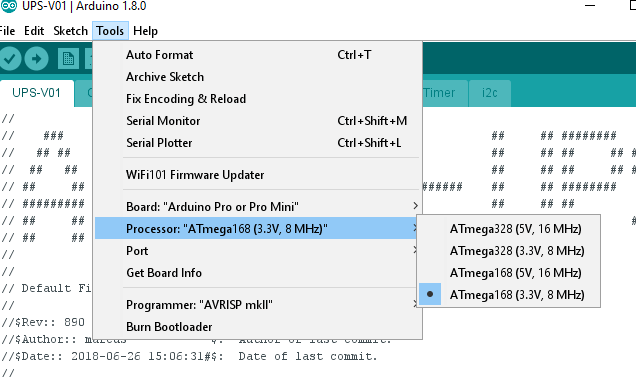 UPS-V01 | Arduino 1.8.0
File Edit Sketch Tools Help
UPS-V01 Timer i2c
Auto Format Ctrl+T
Archive Sketch
Fix Encoding & Reload
Serial Monitor Ctrl+Shift+M
Serial Plotter Ctrl+Shift+L
WiFi101 Firmware Updater
Board: "Arduino Pro or Pro Mini"
Processor: "ATmega168 (3.3V, 8 MHz)"
Port
Get Board Info
Programmer: "AVRISP mkII"
Burn Bootloader
ATmega328 (5V, 16 MHz)
ATmega328 (3.3V, 8 MHz)
ATmega168 (5V, 16 MHz)
ATmega168 (3.3V, 8 MHz)
//
// ### ## ## ########
// ## ## ## ## ##
// ## ## ## ## ##
// ## ## ###### ## ##
// ######### ## ## ##
// ## ## ## ## ##
// ## ## ## ## ##
//
// Default Fi
//
//$Rev:: 890
//$Author:: marcus #$: Author of last commit.
//$Date:: 2018-06-26 15:06:31#$: Date of last commit.
//